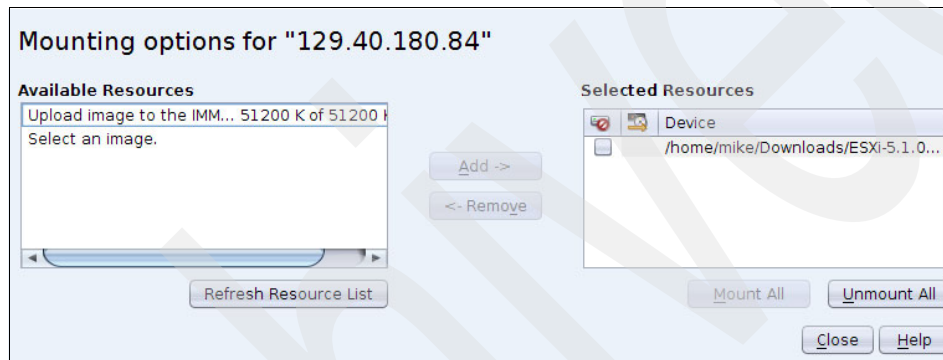 Mounting options for "129.40.180.84"
Available Resources
Upload image to the IMM... 51200 K of 51200 K
Select an image.
Add ->
<- Remove
Refresh Resource List
Selected Resources
Device
/home/mike/Downloads/ESXi-5.1.0...
Mount All
Unmount All
Close
Help